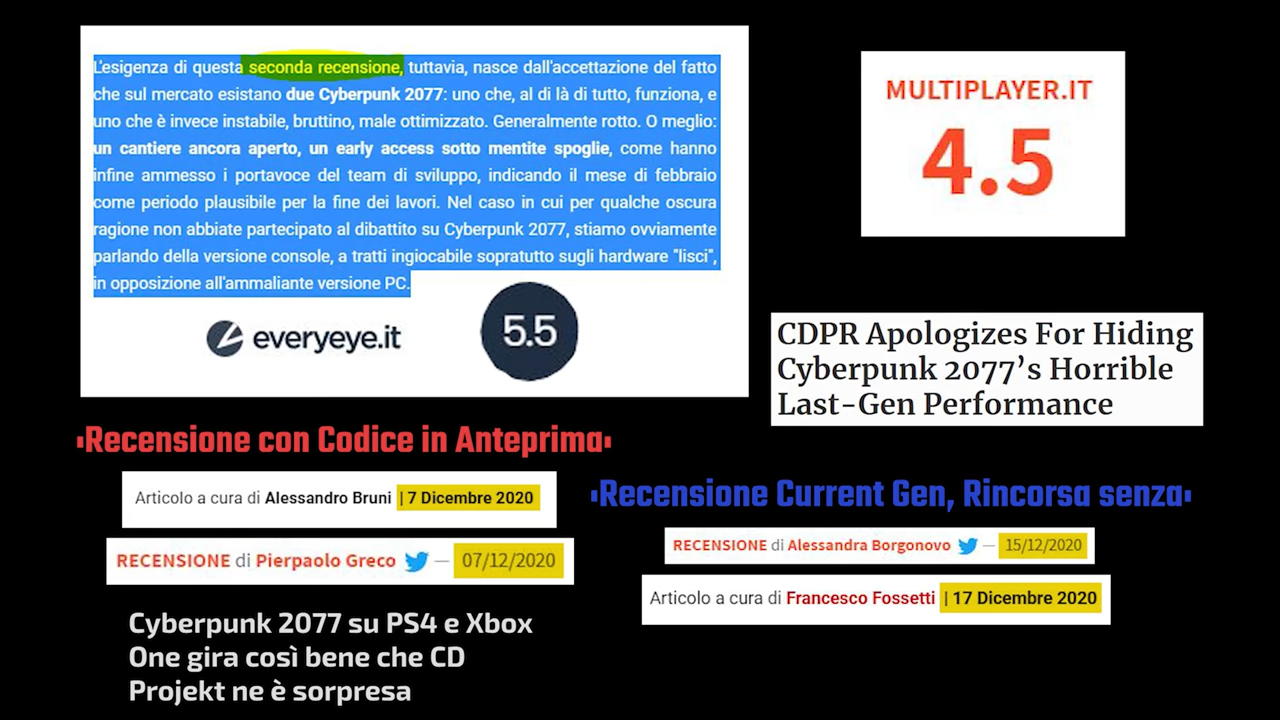 L'esigenza di questa seconda recensione, tuttavia, nasce dall'accettazione del fatto
che sul mercato esistano due Cyberpunk 2077: uno che, al di là di tutto, funziona, e
uno che è invece instabile, bruttino, male ottimizzato. Generalmente rotto. O meglio:
un cantiere ancora aperto, un early access sotto mentite spoglie, come hanno
infine ammesso i portavoce del team di sviluppo, indicando il mese di febbraio
come periodo plausibile per la fine dei lavori. Nel caso in cui per qualche oscura
ragione non abbiate partecipato al dibattito su Cyberpunk 2077, stiamo ovviamente
parlando della versione console, a tratti ingiocabile sopratutto sugli hardware "lisci",
in opposizione all'ammaliante versione PC.
everyeye.it
5.5
MULTIPLAYER.IT
4.5
CDPR Apologizes For Hiding
Cyberpunk 2077's Horrible
Last-Gen Performance
Recensione con Codice in Anteprima
Articolo a cura di Alessandro Bruni | 7 Dicembre 2020
RECENSIONE di Pierpaolo Greco — 07/12/2020
Cyberpunk 2077 su PS4 e Xbox
One gira così bene che CD
Projekt ne è sorpresa
Recensione Current Gen, Rincorsa senza
RECENSIONE di Alessandra Borgonovo — 15/12/2020
Articolo a cura di Francesco Fossetti | 17 Dicembre 2020